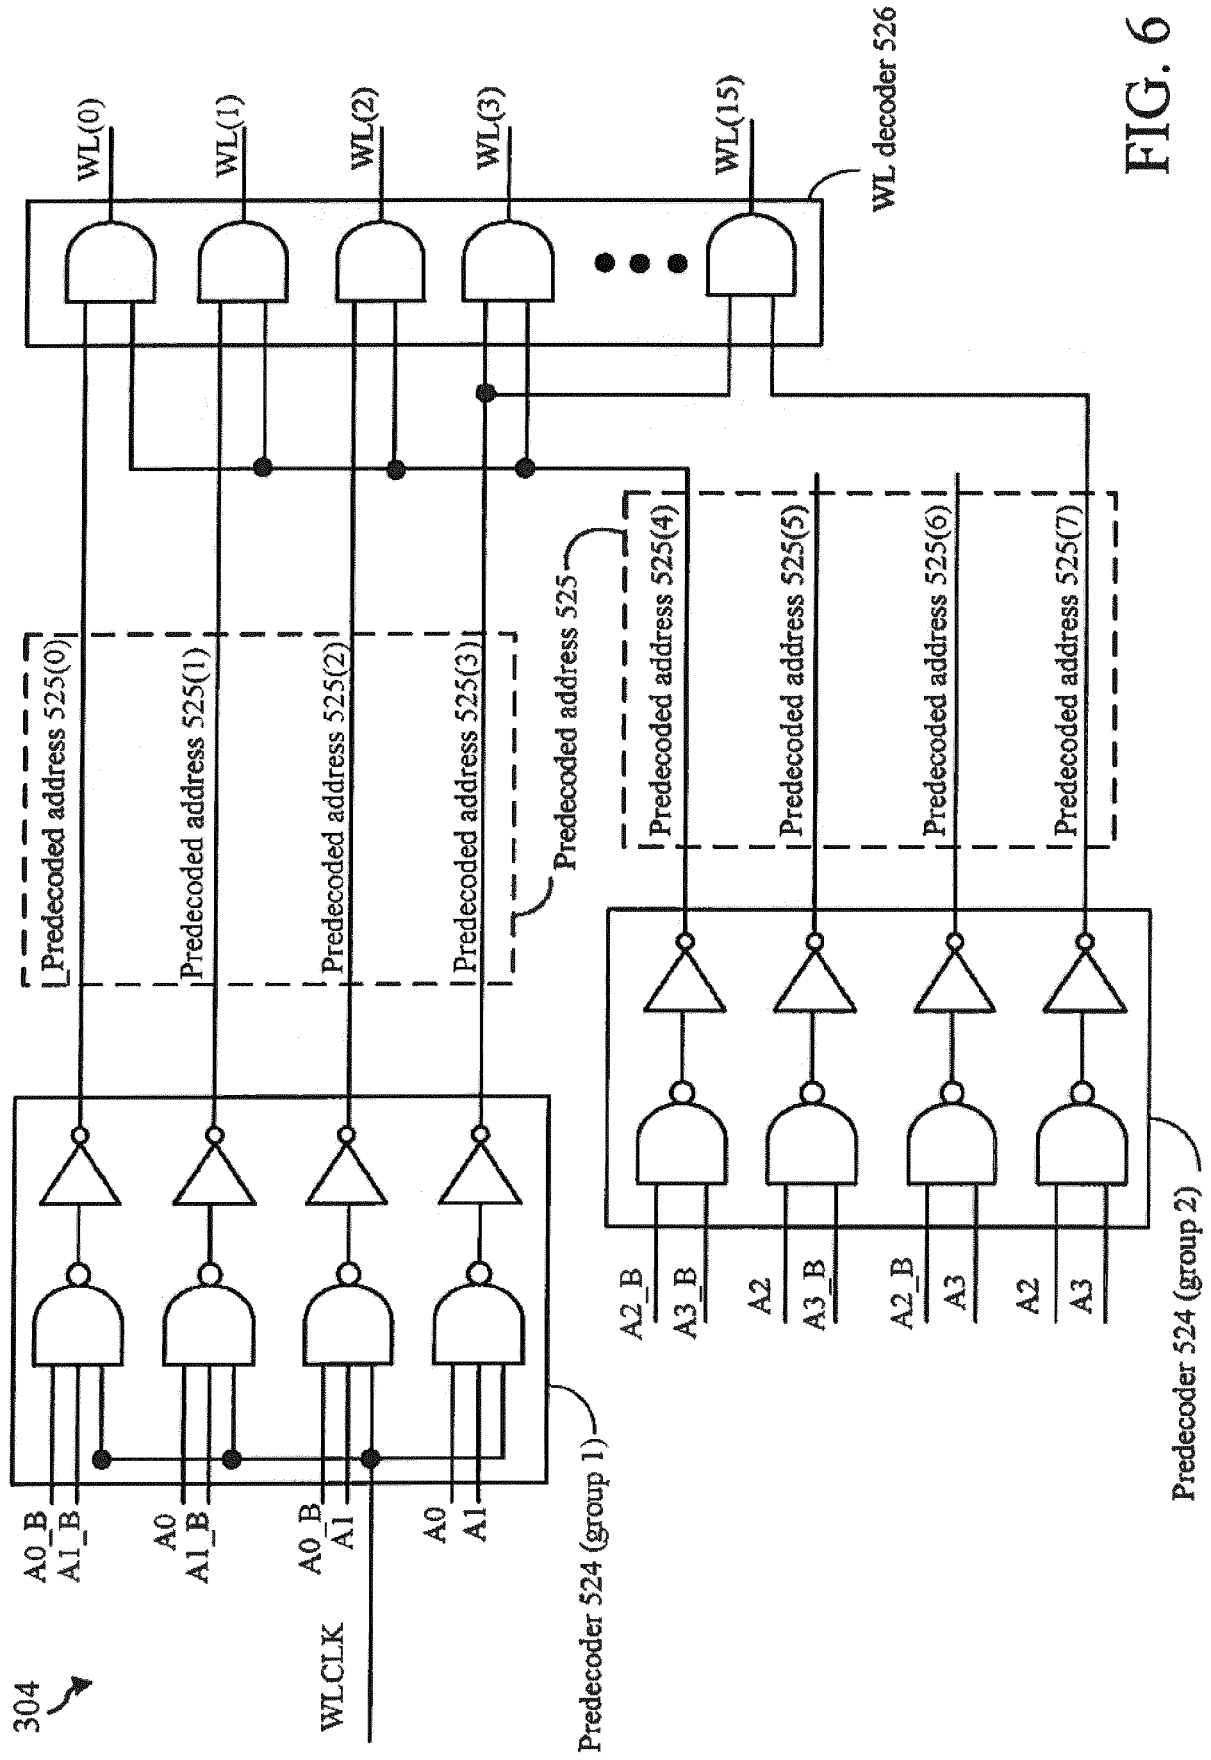 304
A0_B
A1_B
A0
A1_B
A0_B
A1
A0
A1
WLCLK
Predecoder 524 (group 1)
Predecoded address 525(0)
Predecoded address 525(1)
Predecoded address 525(2)
Predecoded address 525(3)
Predecoded address 525
WL(0)
WL(1)
WL(2)
WL(3)
WL(15)
WL decoder 526
A2_B
A3_B
A2
A3_B
A2_B
A3
A2
A3
Predecoder 524 (group 2)
Predecoded address 525(4)
Predecoded address 525(5)
Predecoded address 525(6)
Predecoded address 525(7)
FIG. 6